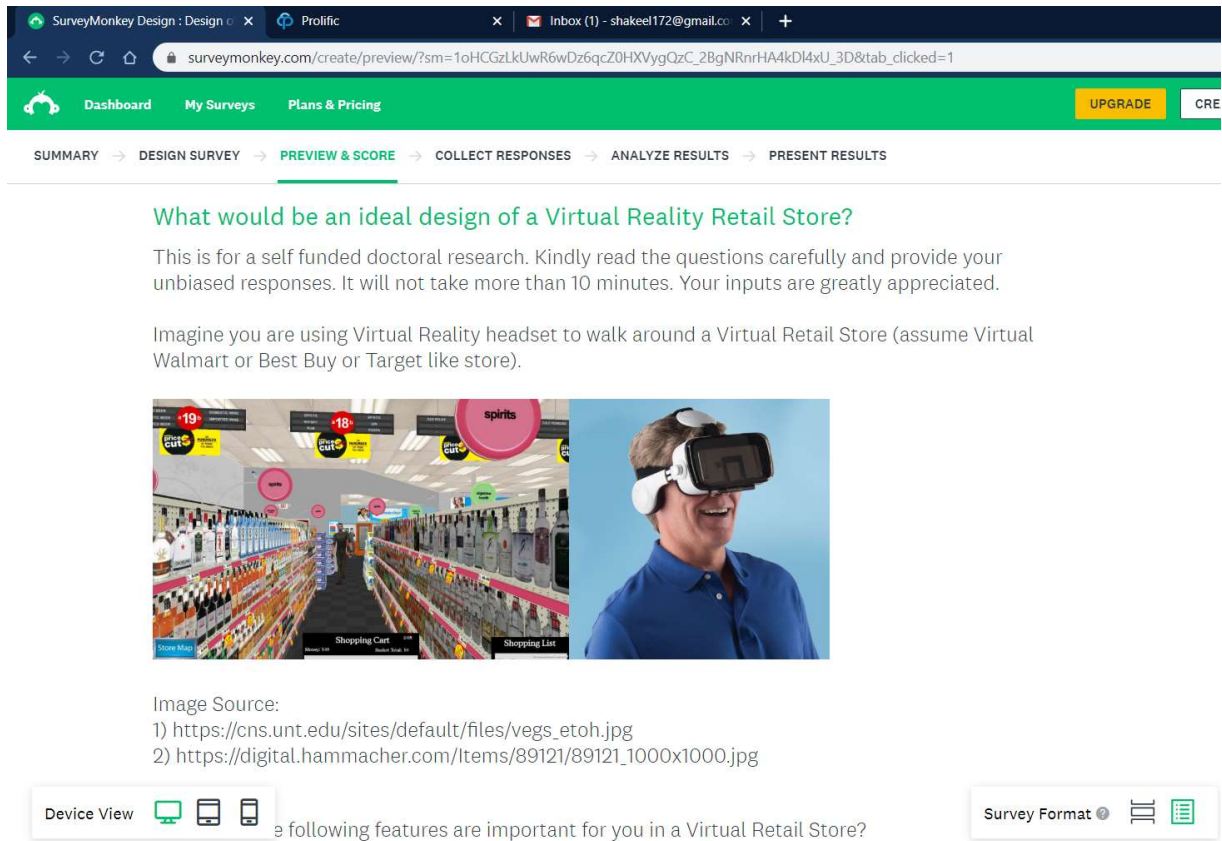 SurveyMonkey Design : Design o
Prolific
Inbox (1) - shakeel172@gmail.co
surveymonkey.com/create/preview/?sm=1oHCGzLkUwR6wDz6qcZ0HXVygQzC_2BgNRnrHA4kDl4xU_3D&tab_clicked=1
Dashboard My Surveys Plans & Pricing UPGRADE CRE
SUMMARY → DESIGN SURVEY → PREVIEW & SCORE → COLLECT RESPONSES → ANALYZE RESULTS → PRESENT RESULTS
What would be an ideal design of a Virtual Reality Retail Store?
This is for a self funded doctoral research. Kindly read the questions carefully and provide your
unbiased responses. It will not take more than 10 minutes. Your inputs are greatly appreciated.
Imagine you are using Virtual Reality headset to walk around a Virtual Retail Store (assume Virtual
Walmart or Best Buy or Target like store).
19
18
spirits
price cut
price cut
spirits
Store Map
Shopping Cart
Shopping List
Image Source:
1) https://cns.unt.edu/sites/default/files/vegs_etoh.jpg
2) https://digital.hammacher.com/Items/89121/89121_1000x1000.jpg
Device View
Survey Format
e following features are important for you in a Virtual Retail Store?